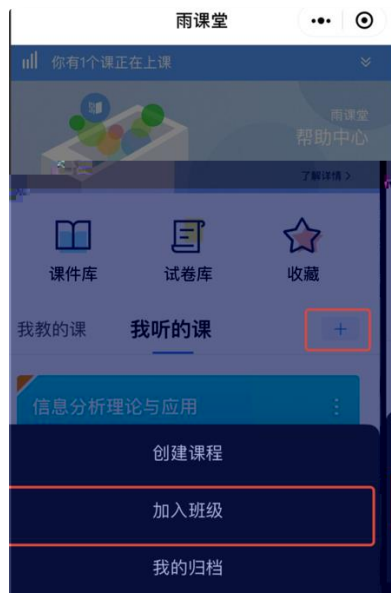 雨课堂
你有1个课正在上课
雨课堂
帮助中心
了解详情 >
课件库 试卷库 收藏
我教的课 我听的课 +
信息分析理论与应用
创建课程
加入班级
我的归档